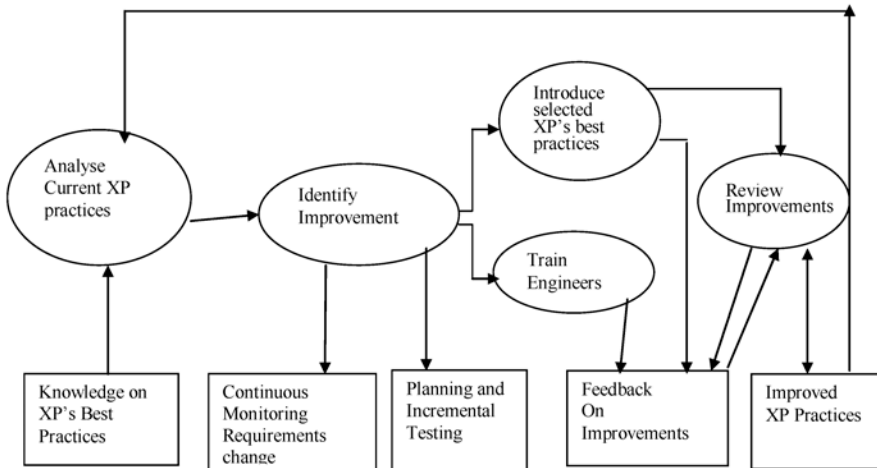 Analyse
Current XP
practices
Identify
Improvement
Introduce
selected
XP's best
practices
Train
Engineers
Review
Improvements
Knowledge on
XP's Best
Practices
Continuous
Monitoring
Requirements
change
Planning and
Incremental
Testing
Feedback
On
Improvements
Improved
XP Practices